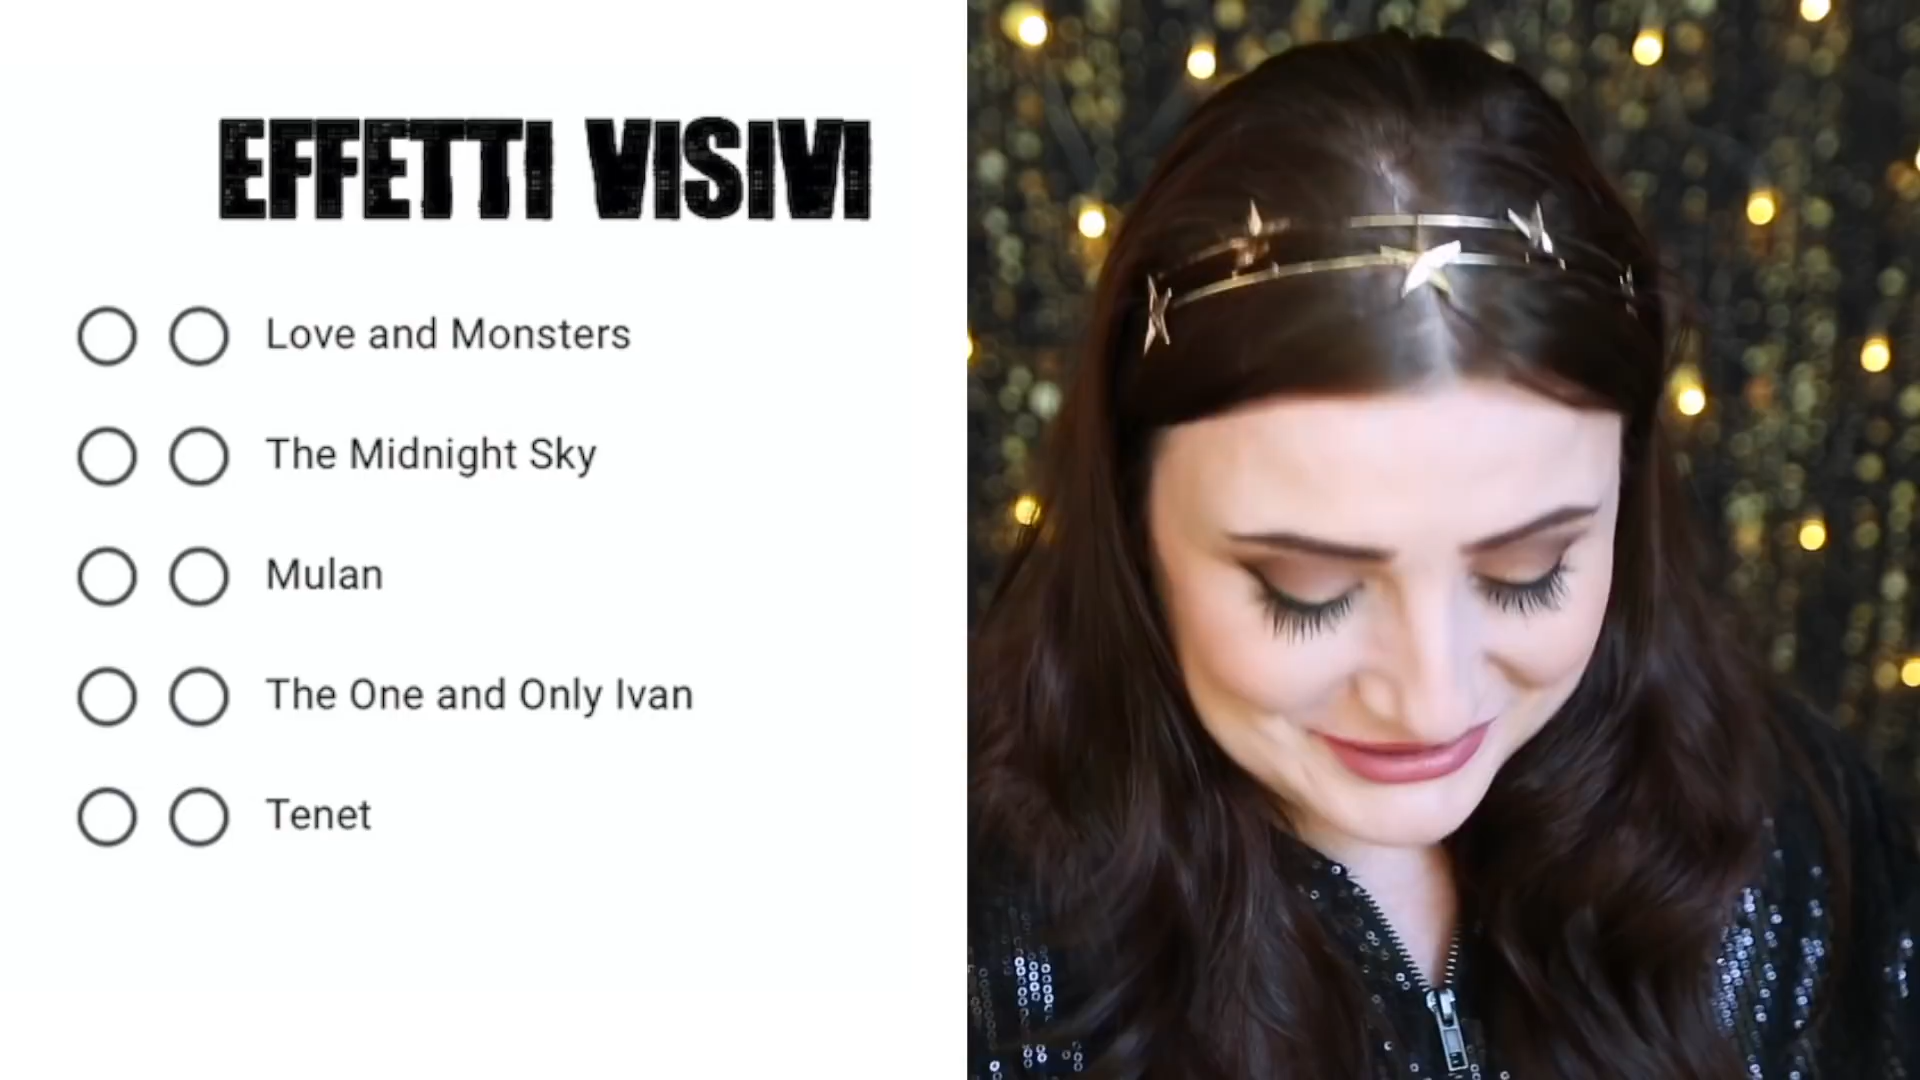 EFFETTI VISIVI
Love and Monsters
The Midnight Sky
Mulan
The One and Only Ivan
Tenet